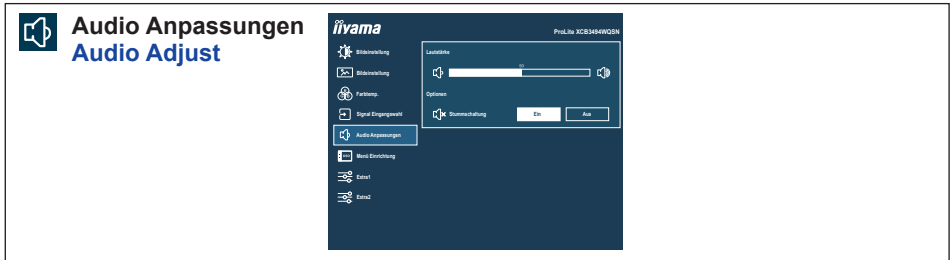 Audio Anpassungen
Audio Adjust
iiyama
ProLite XCB3494WQSN
Bildeinstellung
Bildeinstellung
Farbtemp.
Signal Eingangswahl
Audio Anpassungen
Menü Einrichtung
Extra1
Extra2
Lautstärke
50
Optionen
Stummschaltung
Ein
Aus